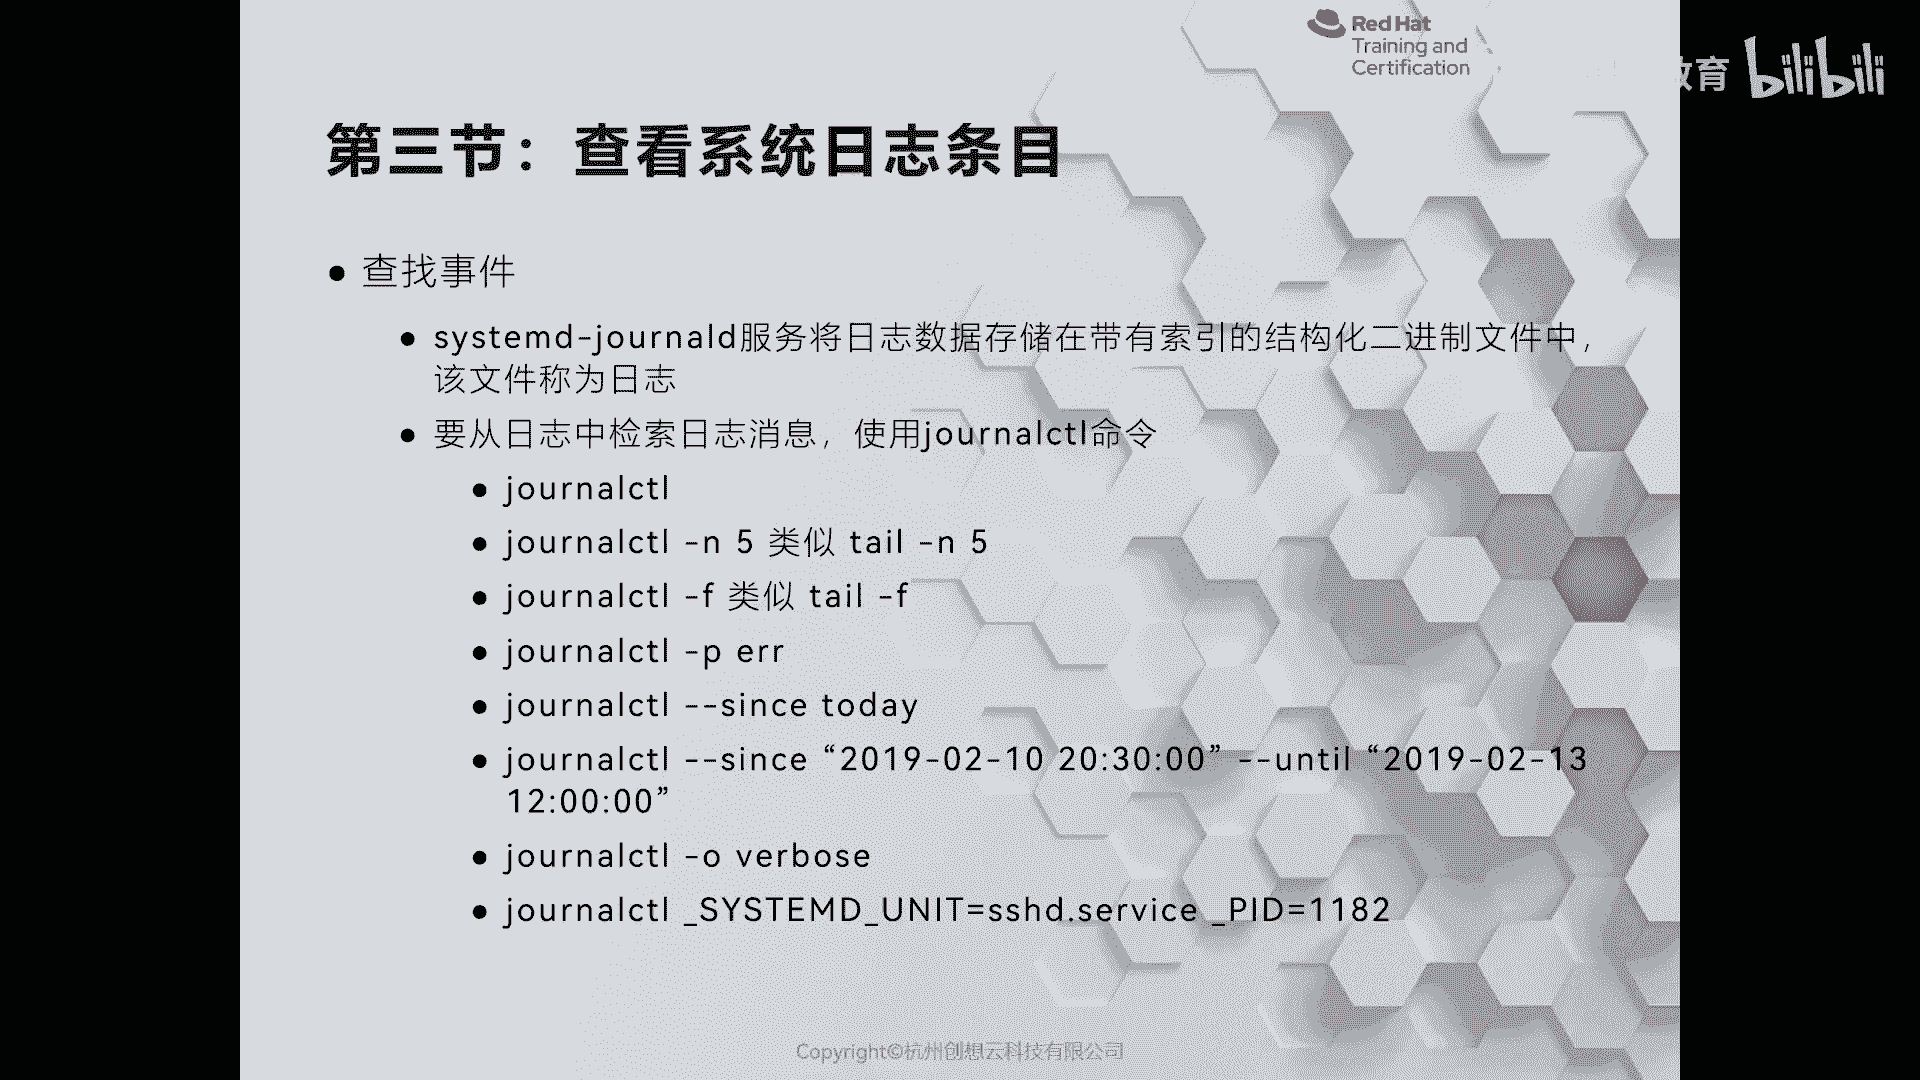 Red Hat
Training and
Certification
教育 bilibili
第三节：查看系统日志条目
● 查找事件
● systemd-journald服务将日志数据存储在带有索引的结构化二进制文件中，
该文件称为日志
● 要从日志中检索日志消息，使用journalctl命令
● journalctl
● journalctl -n 5 类似 tail -n 5
● journalctl -f 类似 tail -f
● journalctl -p err
● journalctl --since today
● journalctl --since “2019-02-10 20:30:00” --until “2019-02-13
12:00:00”
● journalctl -o verbose
● journalctl _SYSTEMD_UNIT=sshd.service _PID=1182
Copyright©杭州创想云科技有限公司